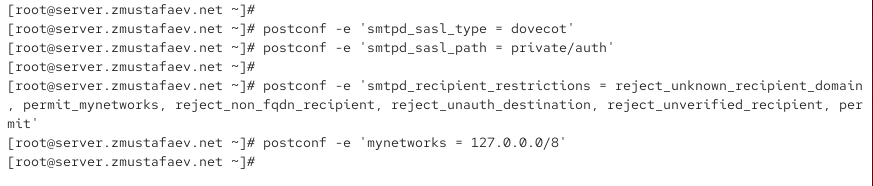 [root@server.zmustafaev.net ~]#
[root@server.zmustafaev.net ~]# postconf -e 'smtpd_sasl_type = dovecot'
[root@server.zmustafaev.net ~]# postconf -e 'smtpd_sasl_path = private/auth'
[root@server.zmustafaev.net ~]#
[root@server.zmustafaev.net ~]# postconf -e 'smtpd_recipient_restrictions = reject_unknown_recipient_domain
, permit_mynetworks, reject_non_fqdn_recipient, reject_unauth_destination, reject_unverified_recipient, per
mit'
[root@server.zmustafaev.net ~]# postconf -e 'mynetworks = 127.0.0.0/8'
[root@server.zmustafaev.net ~]#